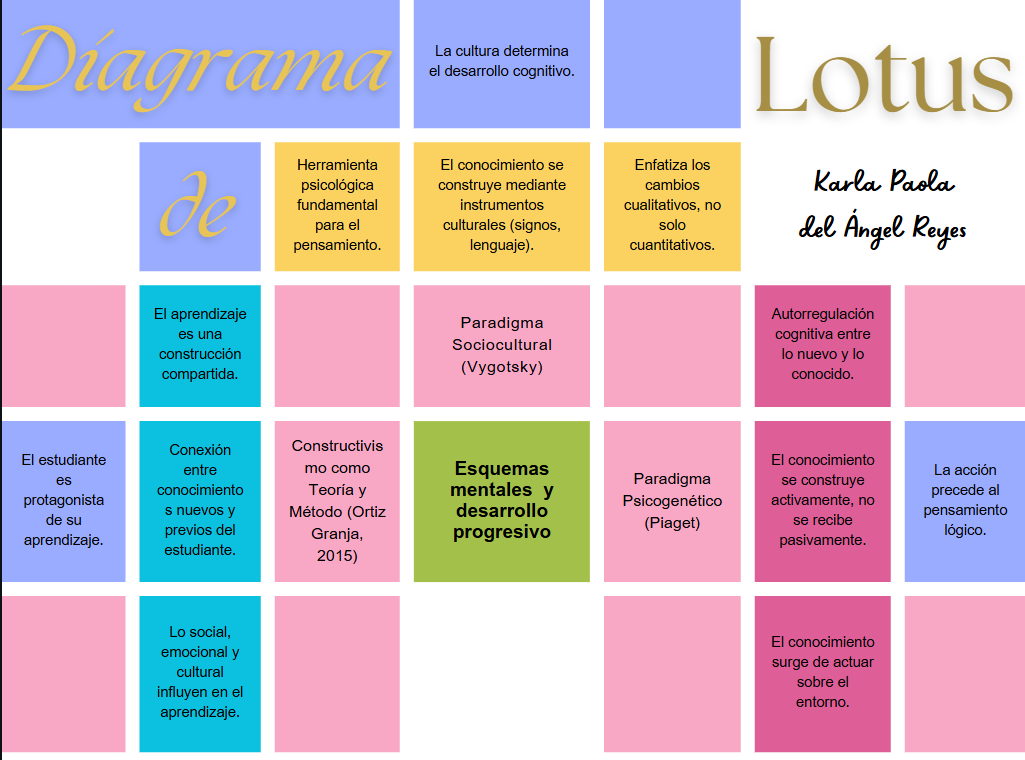 Díagrama
La cultura determina
el desarrollo cognitivo.
Lotus
de
Herramienta
psicológica
fundamental
para el
pensamiento.
El conocimiento se
construye mediante
instrumentos
culturales (signos,
lenguaje).
Enfatiza los
cambios
cualitativos, no
solo
cuantitativos.
Karla Paola
del Ángel Reyes
El aprendizaje
es una
construcción
compartida.
Paradigma
Sociocultural
(Vygotsky)
Autorregulación
cognitiva entre
lo nuevo y lo
conocido.
El estudiante
es
protagonista
de su
aprendizaje.
Conexión
entre
conocimiento
s nuevos y
previos del
estudiante.
Constructivis
mo como
Teoría y
Método (Ortiz
Granja,
2015)
Esquemas
mentales y
desarrollo
progresivo
Paradigma
Psicogenético
(Piaget)
El conocimiento
se construye
activamente, no
se recibe
pasivamente.
La acción
precede al
pensamiento
lógico.
Lo social,
emocional y
cultural
influyen en el
aprendizaje.
El conocimiento
surge de actuar
sobre el
entorno.